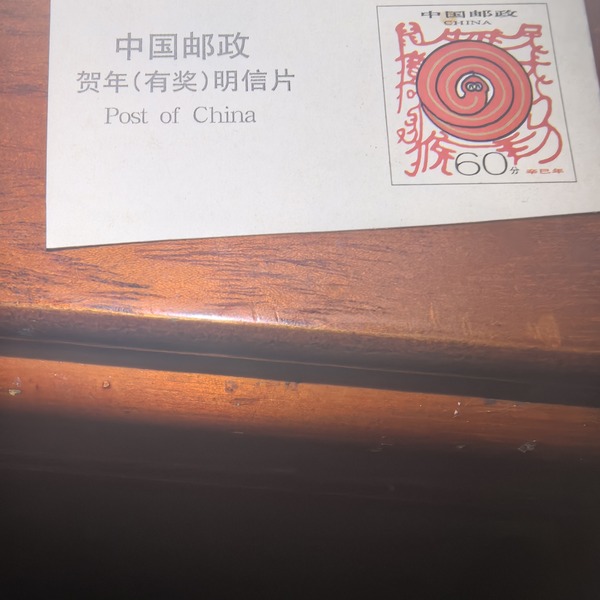 中国邮政
贺年(有奖)明信片
Post of China
中国邮政
CHINA
60分
辛巳年